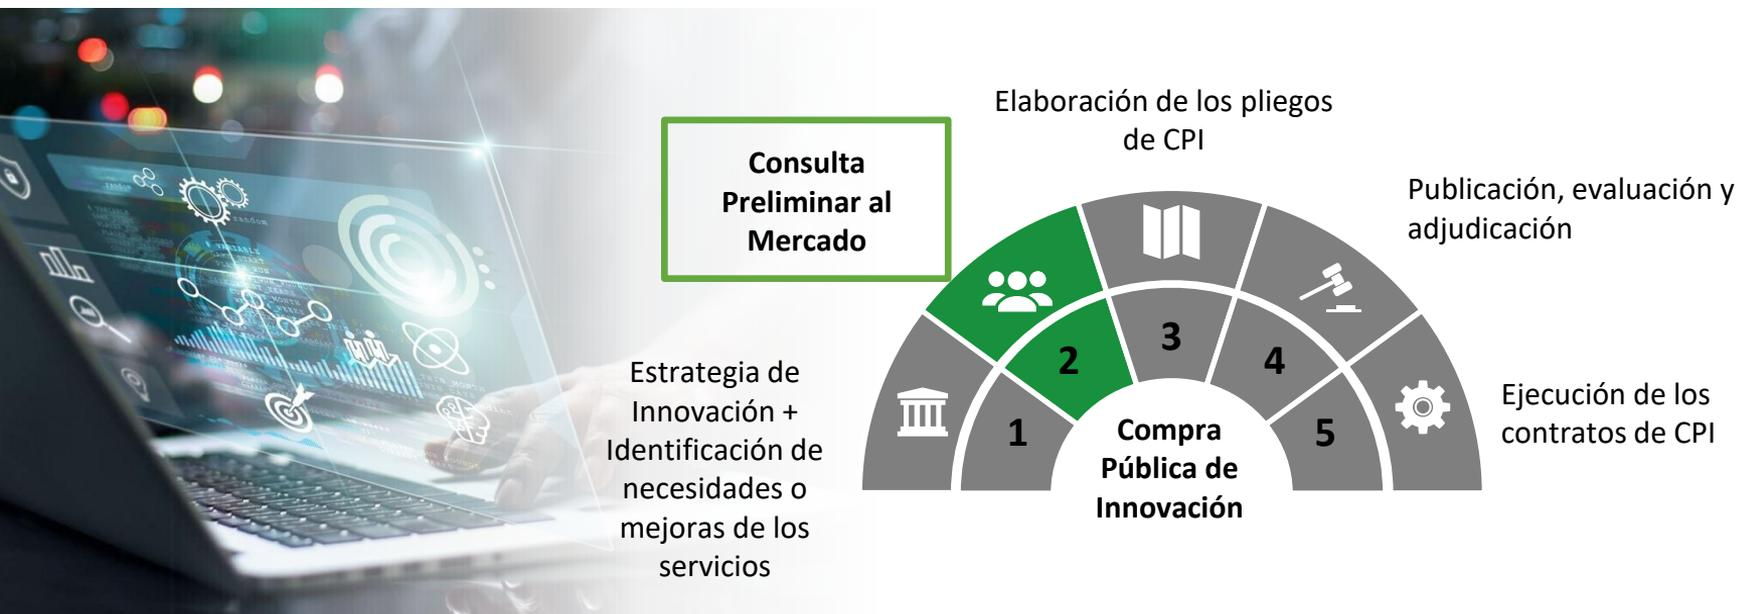 Elaboración de los pliegos
de CPI
Consulta
Preliminar al
Mercado
Publicación, evaluación y
adjudicación
Estrategia de
Innovación +
Identificación de
necesidades o
mejoras de los
servicios
Ejecución de los
contratos de CPI
1
2
3
4
5
Compra
Pública de
Innovación
random